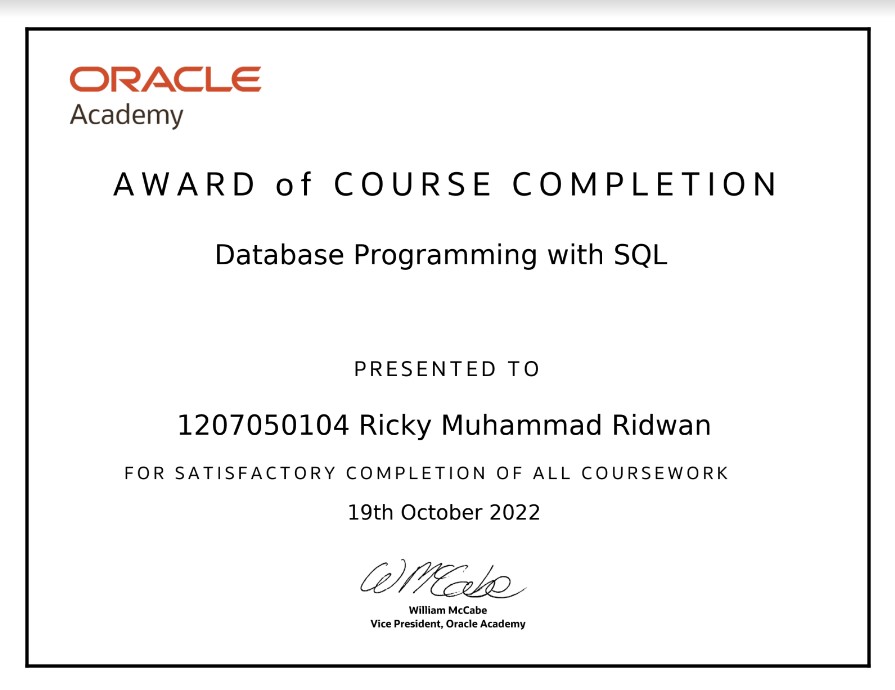 ORACLE
Academy
AWARD of COURSE COMPLETION
Database Programming with SQL
PRESENTED TO
1207050104 Ricky Muhammad Ridwan
FOR SATISFACTORY COMPLETION OF ALL COURSEWORK
19th October 2022
WMcCabe
William McCabe
Vice President, Oracle Academy